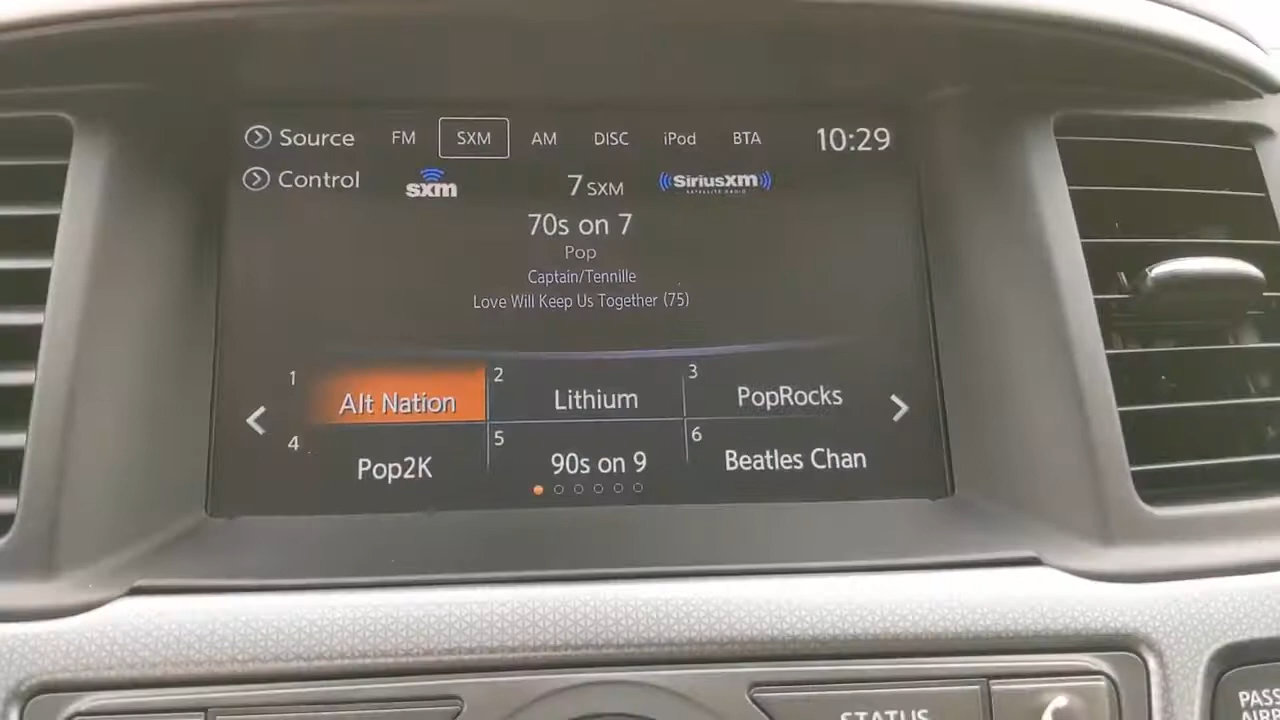 Source FM SXM AM DISC iPod BTA 10:29
Control sxm 7 SXM ((SiriusXM))
SATELLITE RADIO
70s on 7
Pop
Captain/Tennille
Love Will Keep Us Together (75)
1 Alt Nation 2 Lithium 3 PopRocks
4 Pop2K 5 90s on 9 6 Beatles Chan
STATUS
PASS
AIRB